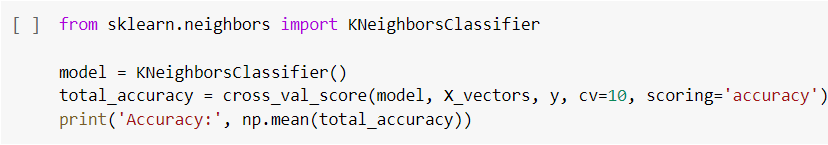 [ ] from sklearn.neighbors import KNeighborsClassifier
model = KNeighborsClassifier()
total_accuracy = cross_val_score(model, X_vectors, y, cv=10, scoring='accuracy')
print('Accuracy:', np.mean(total_accuracy))